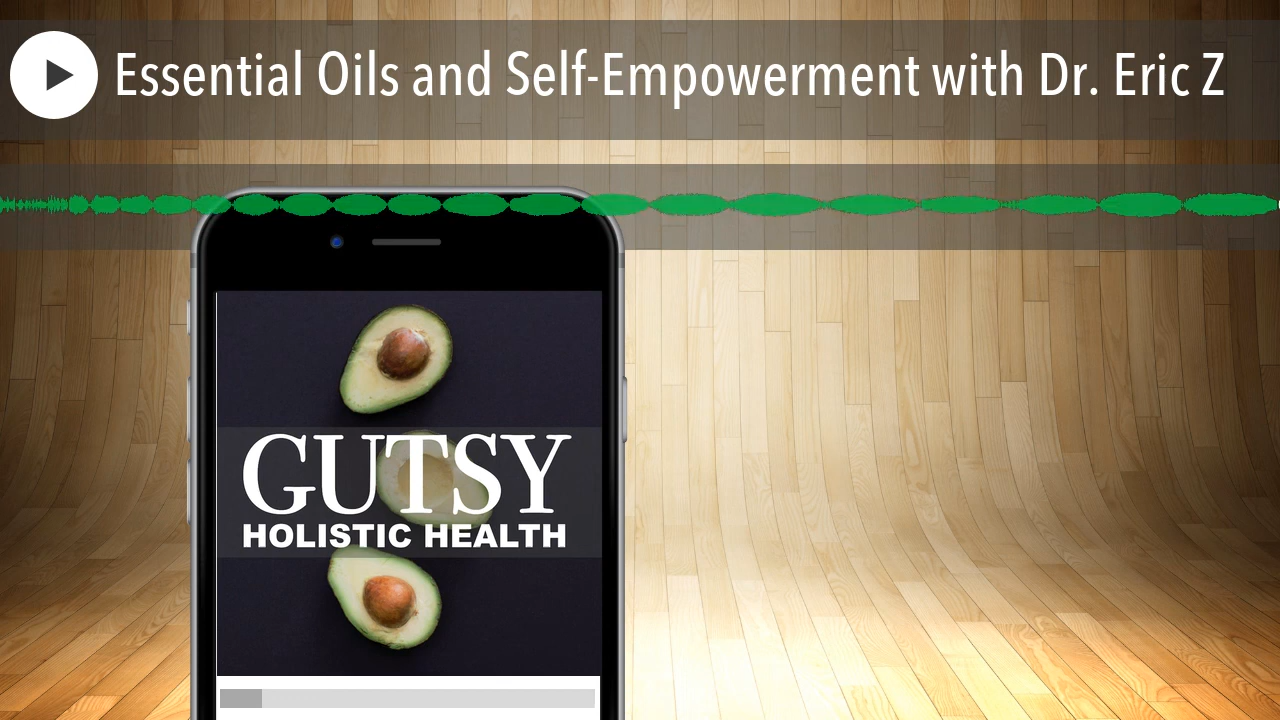 Essential Oils and Self-Empowerment with Dr. Eric Z
GUTSY
HOLISTIC HEALTH